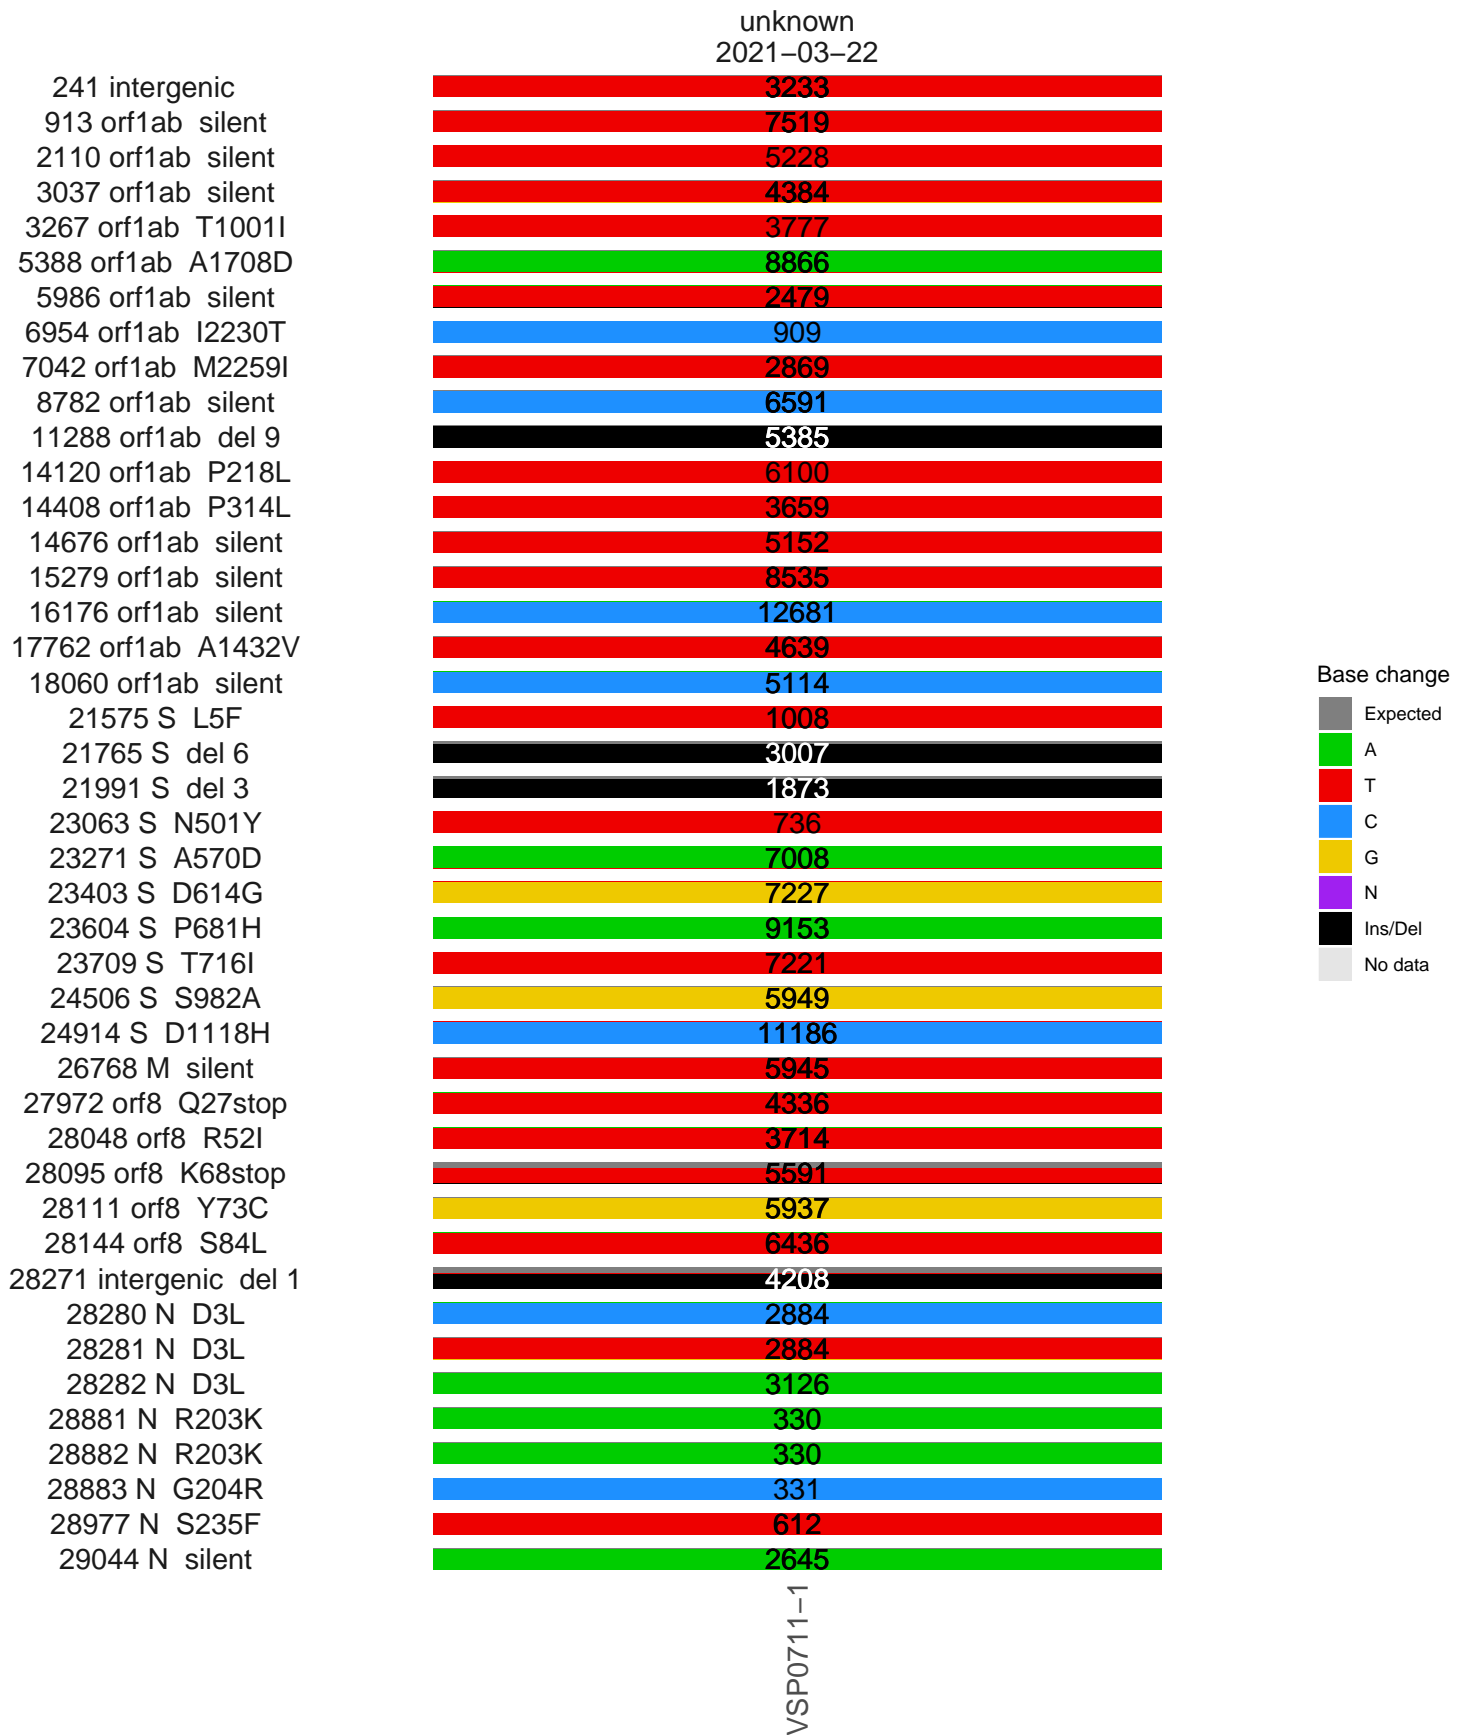 unknown
2021−03−22
241 intergenic 3233
913 orf1ab silent 7519
2110 orf1ab silent 5228
3037 orf1ab silent 4384
3267 orf1ab T1001I 3777
5388 orf1ab A1708D 8866
5986 orf1ab silent 2479
6954 orf1ab I2230T 909
7042 orf1ab M2259I 2869
8782 orf1ab silent 6591
11288 orf1ab del 9 5385
14120 orf1ab P218L 6100
14408 orf1ab P314L 3659
14676 orf1ab silent 5152
15279 orf1ab silent 8535
16176 orf1ab silent 12681
17762 orf1ab A1432V 4639
18060 orf1ab silent 5114
21575 S L5F 1008
21765 S del 6 3007
21991 S del 3 1873
23063 S N501Y 736
23271 S A570D 7008
23403 S D614G 7227
23604 S P681H 9153
23709 S T716I 7221
24506 S S982A 5949
24914 S D1118H 11186
26768 M silent 5945
27972 orf8 Q27stop 4336
28048 orf8 R52I 3714
28095 orf8 K68stop 5591
28111 orf8 Y73C 5937
28144 orf8 S84L 6436
28271 intergenic del 1 4208
28280 N D3L 2884
28281 N D3L 2884
28282 N D3L 3126
28881 N R203K 330
28882 N R203K 330
28883 N G204R 331
28977 N S235F 612
29044 N silent 2645
VSP0711−1
Base change
Expected
A
T
C
G
N
Ins/Del
No data